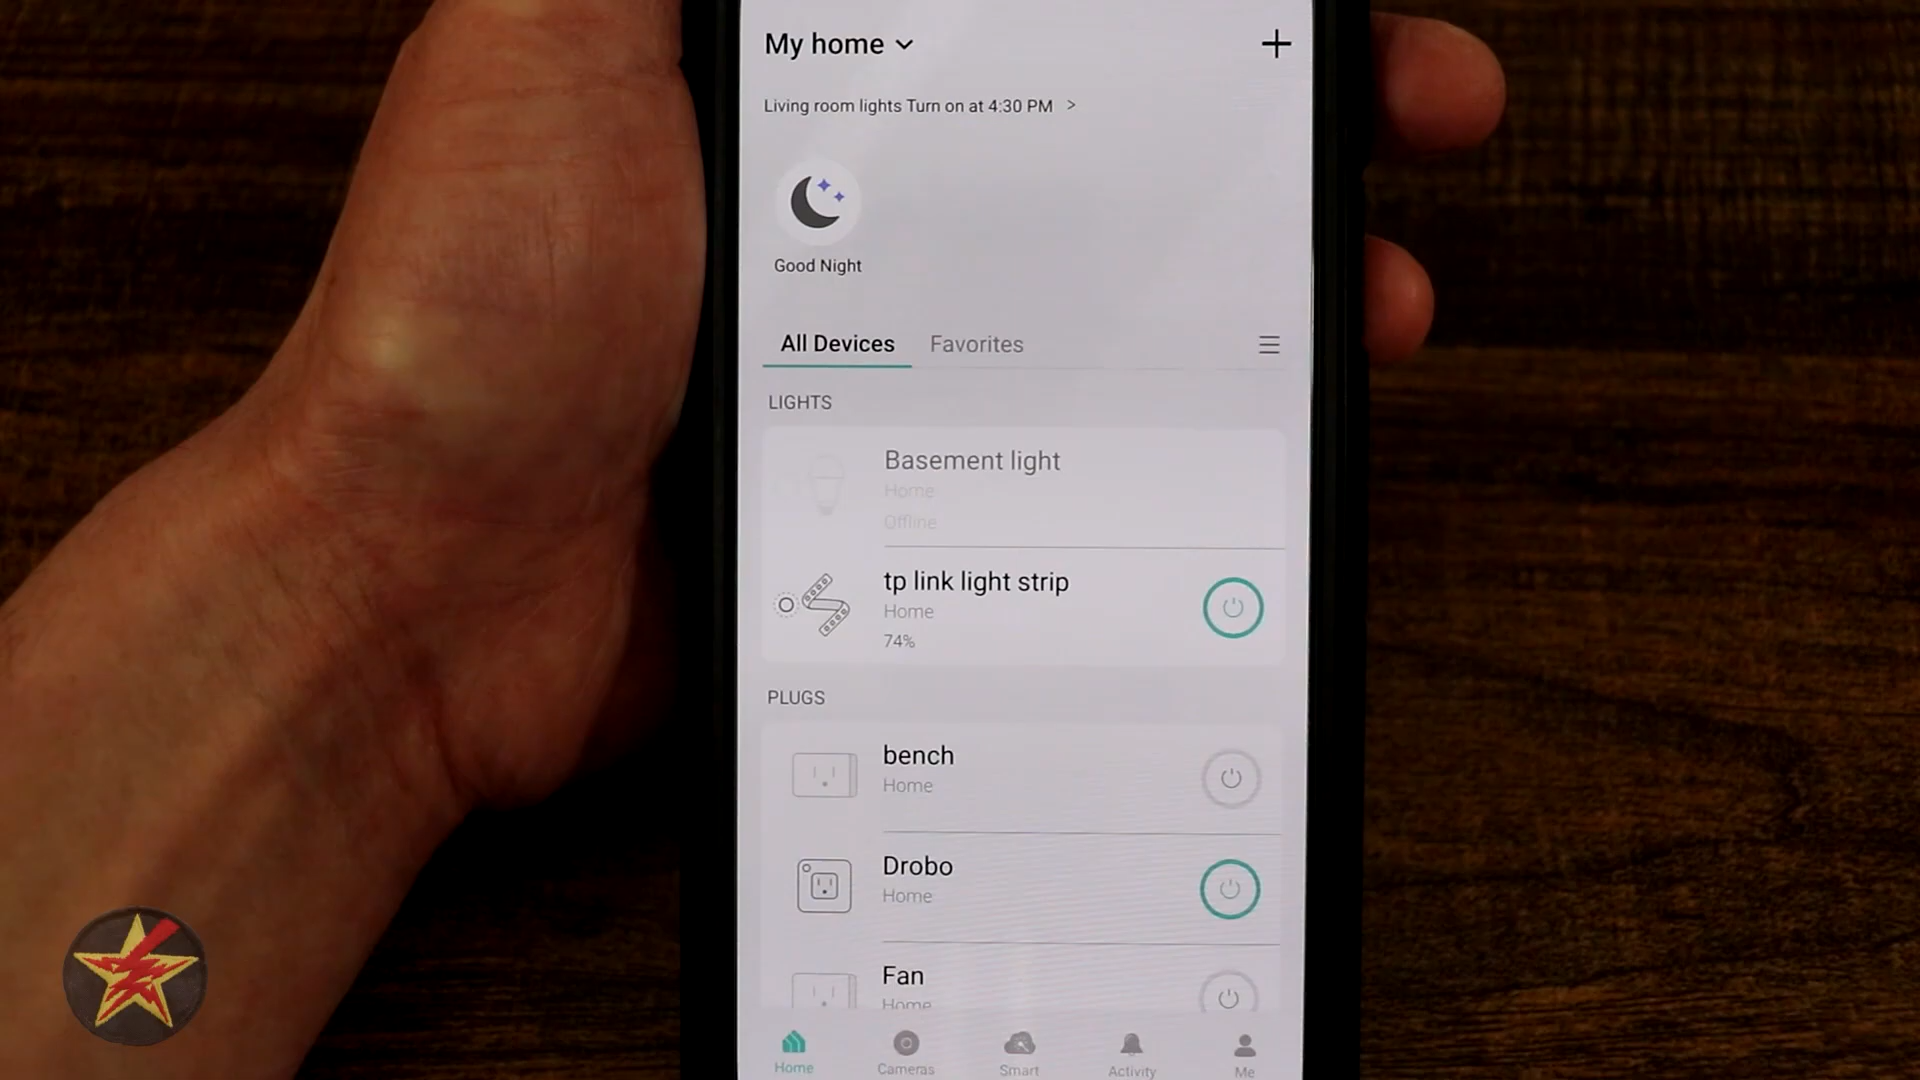 My home
Living room lights Turn on at 4:30 PM >
Good Night
All Devices Favorites
LIGHTS
Basement light
Home
Offline
tp link light strip
Home
74%
PLUGS
bench
Home
Drobo
Home
Fan
Home
Home Cameras Smart Activity Me